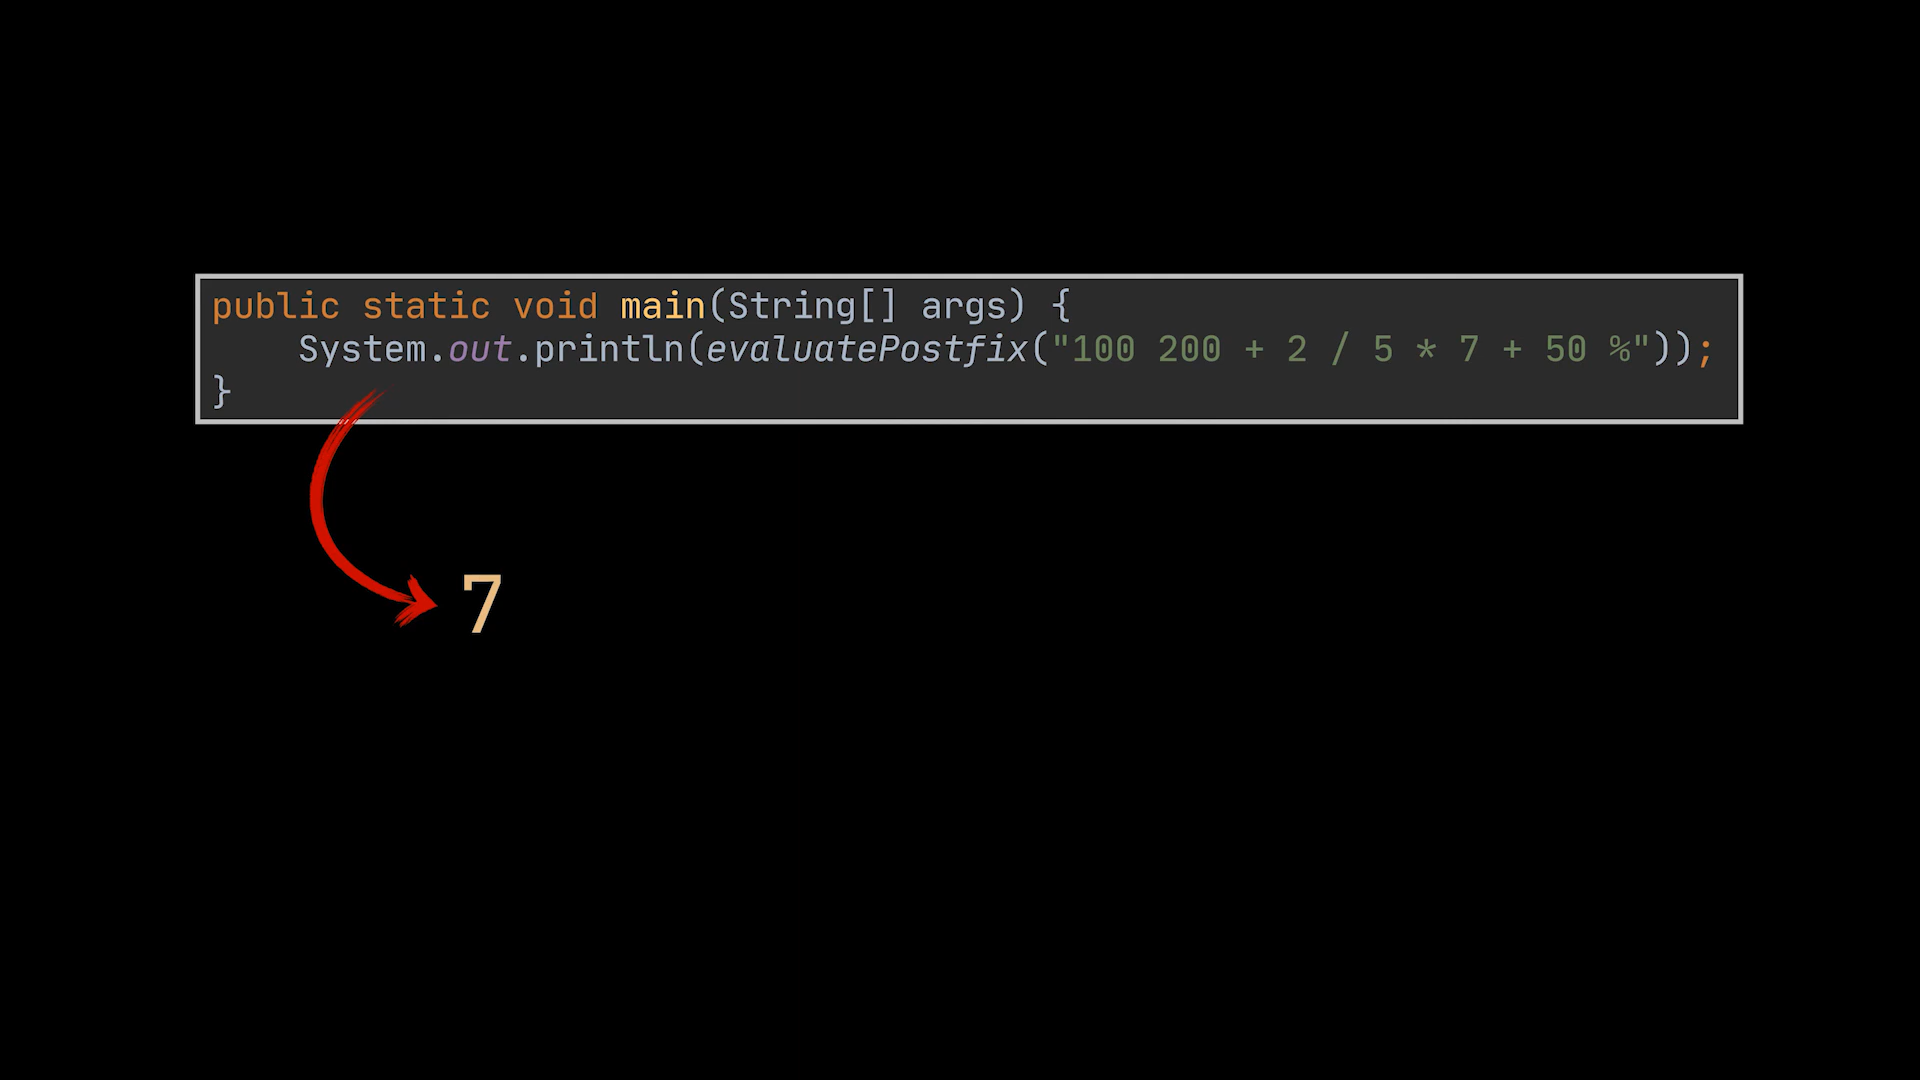 public static void main(String[] args) {
    System.out.println(evaluatePostfix("100 200 + 2 / 5 * 7 + 50 %"));
}
7